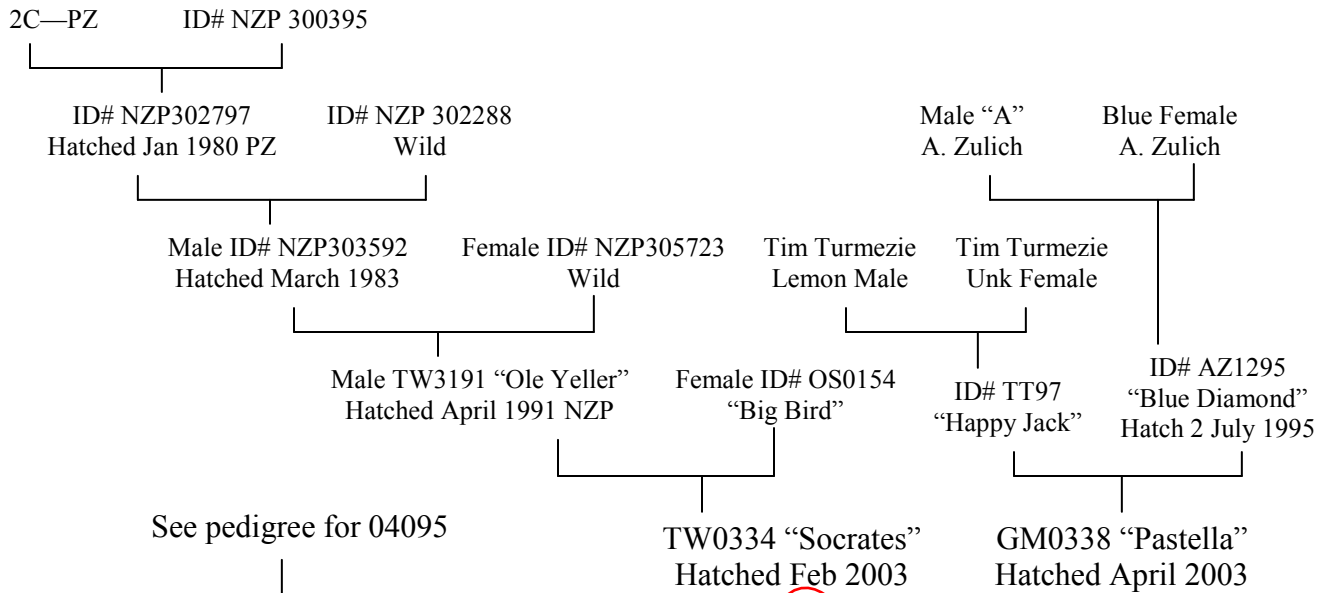 2C—PZ
ID# NZP 300395
ID# NZP302797
Hatched Jan 1980 PZ
ID# NZP 302288
Wild
Male “A”
A. Zulich
Blue Female
A. Zulich
Male ID# NZP303592
Hatched March 1983
Female ID# NZP305723
Wild
Tim Turmezie
Lemon Male
Tim Turmezie
Unk Female
Male TW3191 “Ole Yeller”
Hatched April 1991 NZP
Female ID# OS0154
“Big Bird”
ID# TT97
“Happy Jack”
ID# AZ1295
“Blue Diamond”
Hatch 2 July 1995
See pedigree for 04095
TW0334 “Socrates”
Hatched Feb 2003
GM0338 “Pastella”
Hatched April 2003